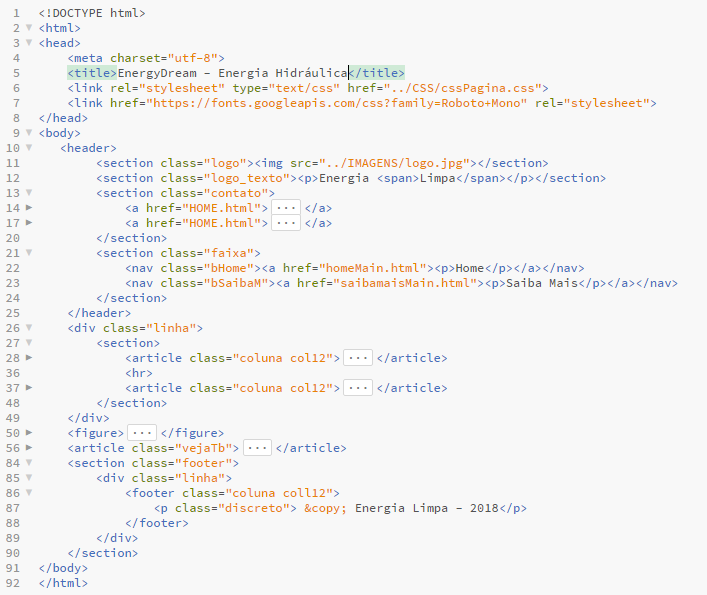 1 <!DOCTYPE html>
2 <html>
3 <head>
4 <meta charset="utf-8">
5 <title>EnergyDream - Energia Hidráulica</title>
6 <link rel="stylesheet" type="text/css" href="../CSS/cssPagina.css">
7 <link href="https://fonts.googleapis.com/css?family=Roboto+Mono" rel="stylesheet">
8 </head>
9 <body>
10 <header>
11 <section class="logo"><img src="../IMAGENS/logo.jpg"></section>
12 <section class="logo_texto"><p>Energia <span>Limpa</span></p></section>
13 <section class="contato">
14 <a href="HOME.html"> ... </a>
17 <a href="HOME.html"> ... </a>
20 </section>
21 <section class="faixa">
22 <nav class="bHome"><a href="homeMain.html"><p>Home</p></a></nav>
23 <nav class="bSaibaM"><a href="saibamaisMain.html"><p>Saiba Mais</p></a></nav>
24 </section>
25 </header>
26 <div class="linha">
27 <section>
28 <article class="coluna col12"> ... </article>
36 <hr>
37 <article class="coluna col12"> ... </article>
48 </section>
49 </div>
50 <figure> ... </figure>
56 <article class="vejaTb"> ... </article>
84 <section class="footer">
85 <div class="linha">
86 <footer class="coluna coll12">
87 <p class="discreto"> &copy; Energia Limpa - 2018</p>
88 </footer>
89 </div>
90 </section>
91 </body>
92 </html>